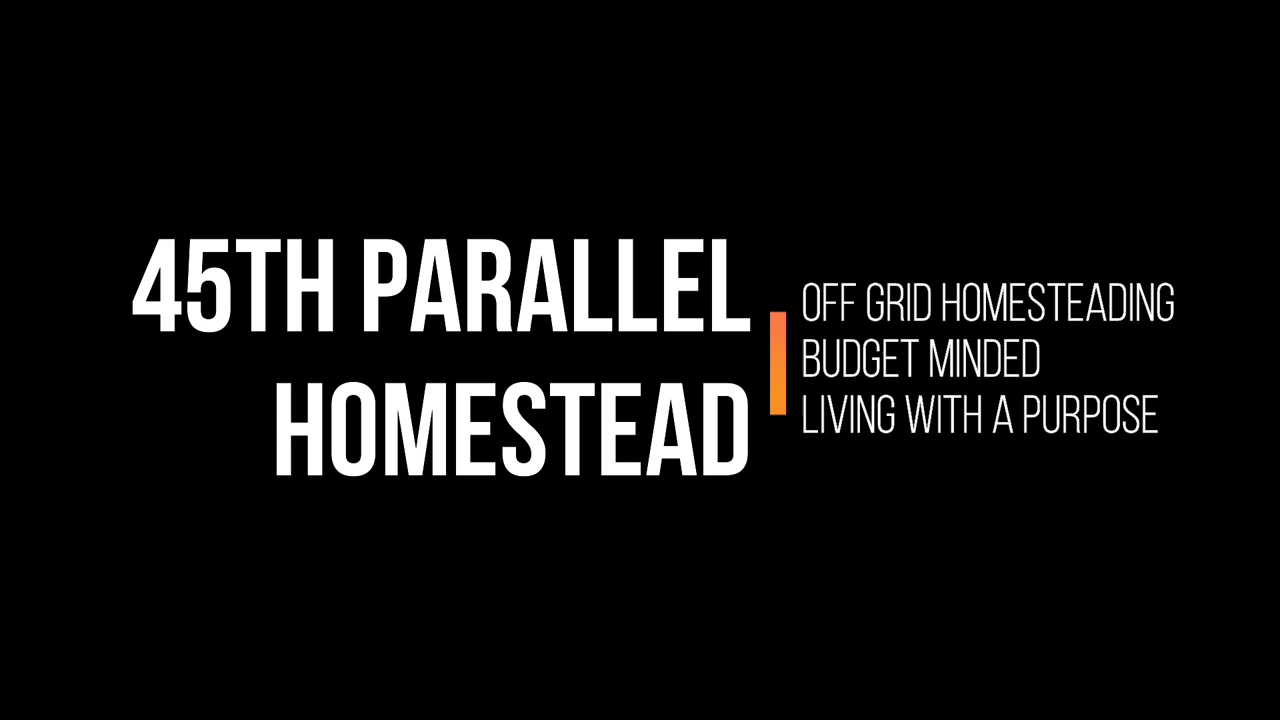 45TH PARALLEL
HOMESTEAD
OFF GRID HOMESTEADING
BUDGET MINDED
LIVING WITH A PURPOSE